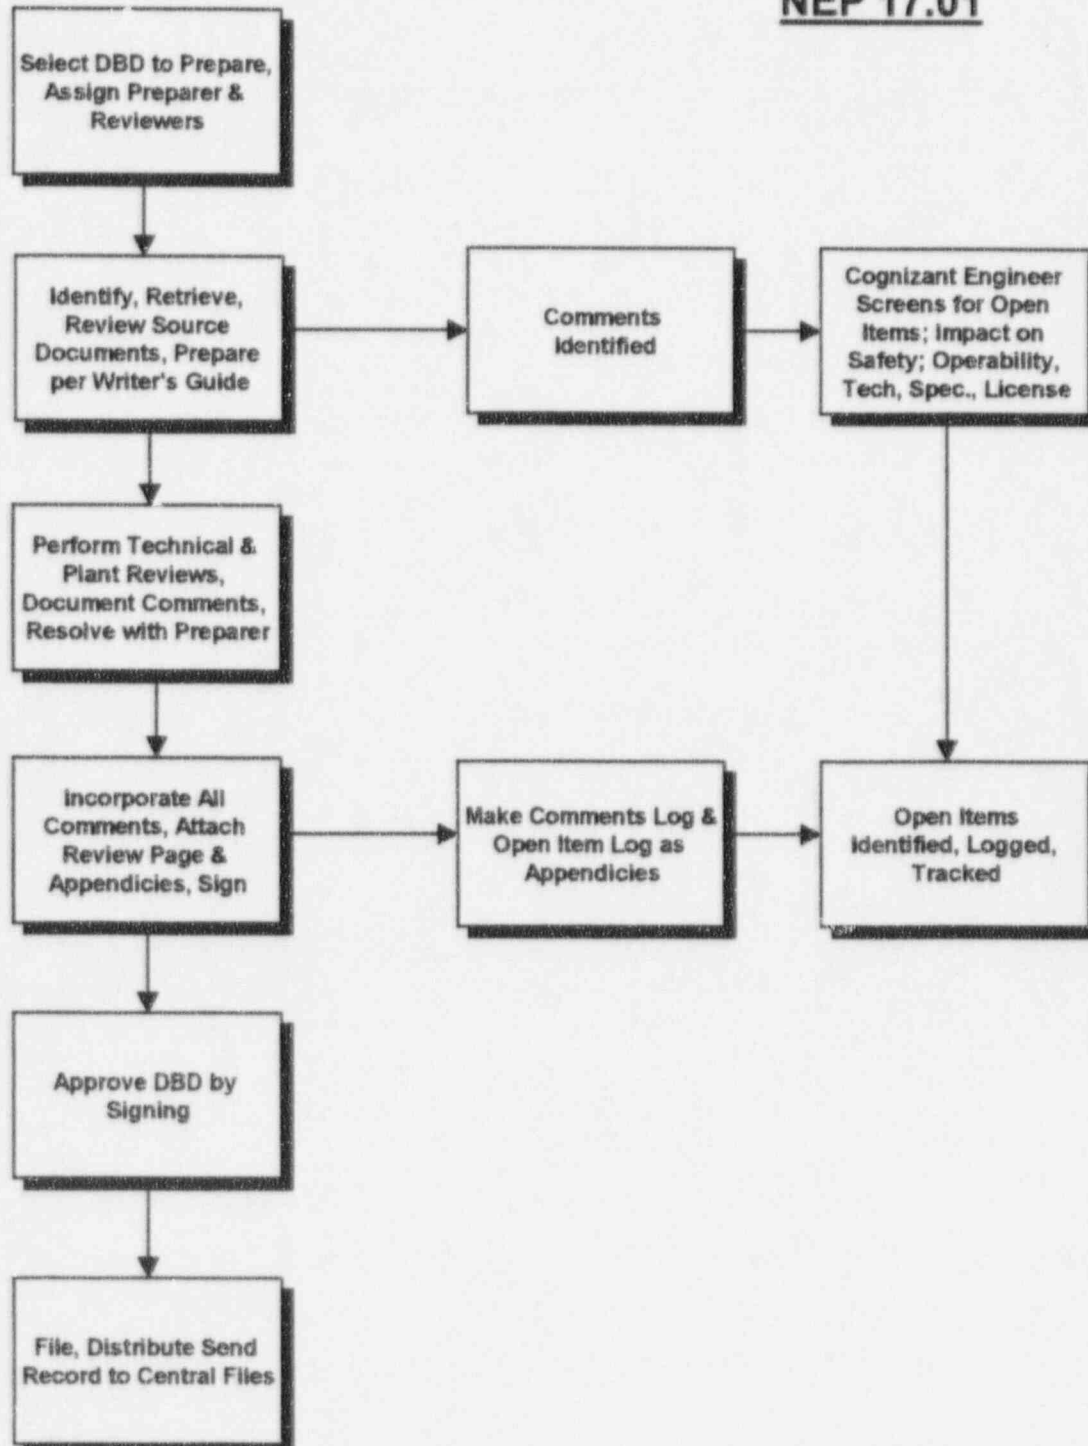 NEP 17.01
Select DBD to Prepare,
Assign Preparer &
Reviewers
Identify, Retrieve,
Review Source
Documents, Prepare
per Writer's Guide
Comments
Identified
Cognizant Engineer
Screens for Open
Items; Impact on
Safety; Operability,
Tech, Spec., License
Perform Technical &
Plant Reviews,
Document Comments,
Resolve with Preparer
Incorporate All
Comments, Attach
Review Page &
Appendicies, Sign
Make Comments Log &
Open Item Log as
Appendicies
Open Items
Identified, Logged,
Tracked
Approve DBD by
Signing
File, Distribute Send
Record to Central Files